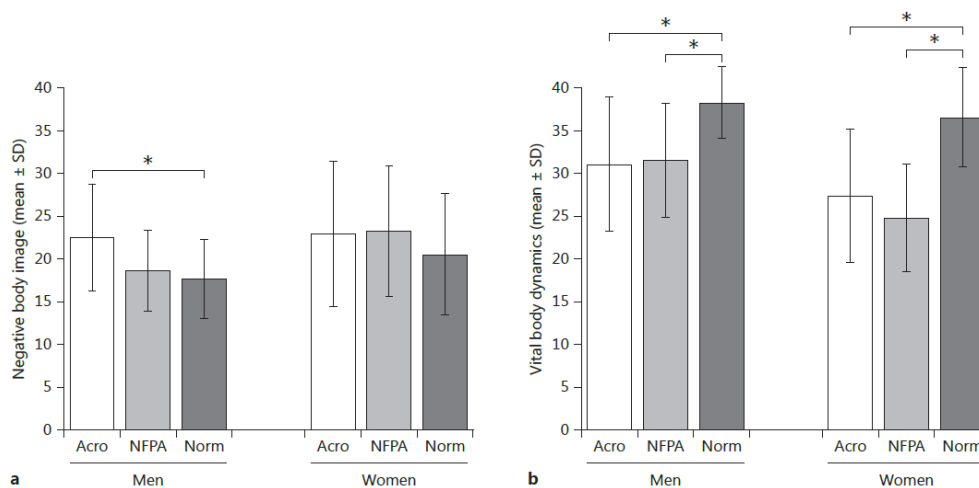 Negative body image (mean ± SD)
40
35
30
25
20
15
10
5
0
*
Acro NFPA Norm Acro NFPA Norm
Men Women
a
Vital body dynamics (mean ± SD)
40
35
30
25
20
15
10
5
0
* *
* *
Acro NFPA Norm Acro NFPA Norm
Men Women
b